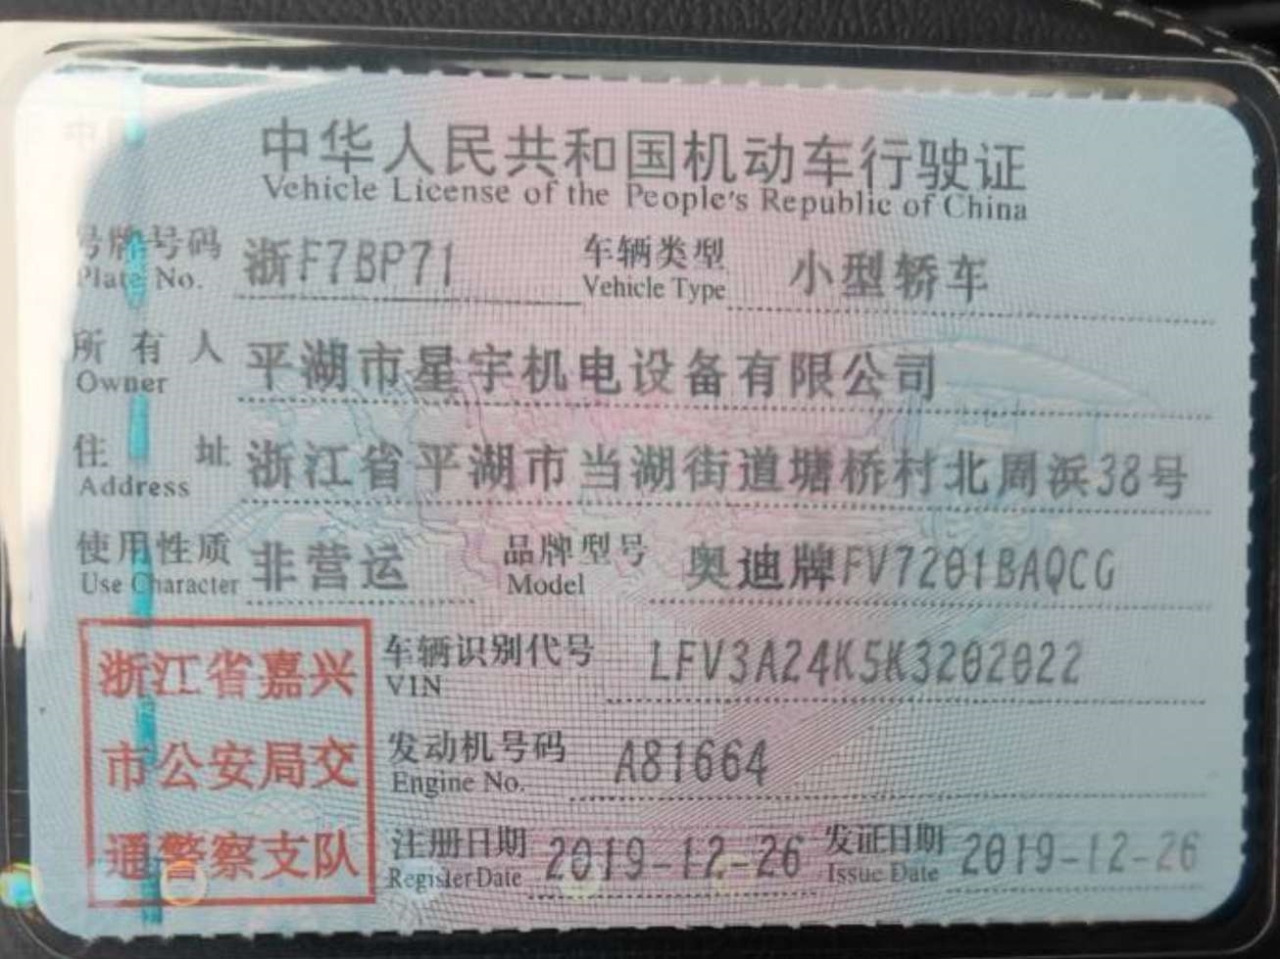 中华人民共和国机动车行驶证
Vehicle License of the People's Republic of China
号牌号码 浙F7BP71 车辆类型 小型轿车
Plate No. Vehicle Type
所有人 平湖市星宇机电设备有限公司
Owner
住址 浙江省平湖市当湖街道塘桥村北周浜38号
Address
使用性质 非营运 品牌型号 奥迪牌FV7201BAQCG
Use Character Model
浙江省嘉兴
市公安局交
通警察支队
车辆识别代号 LFV3A24K5K3202022
VIN
发动机号码 A81664
Engine No.
注册日期 2019-12-26 发证日期 2019-12-26
Register Date Issue Date